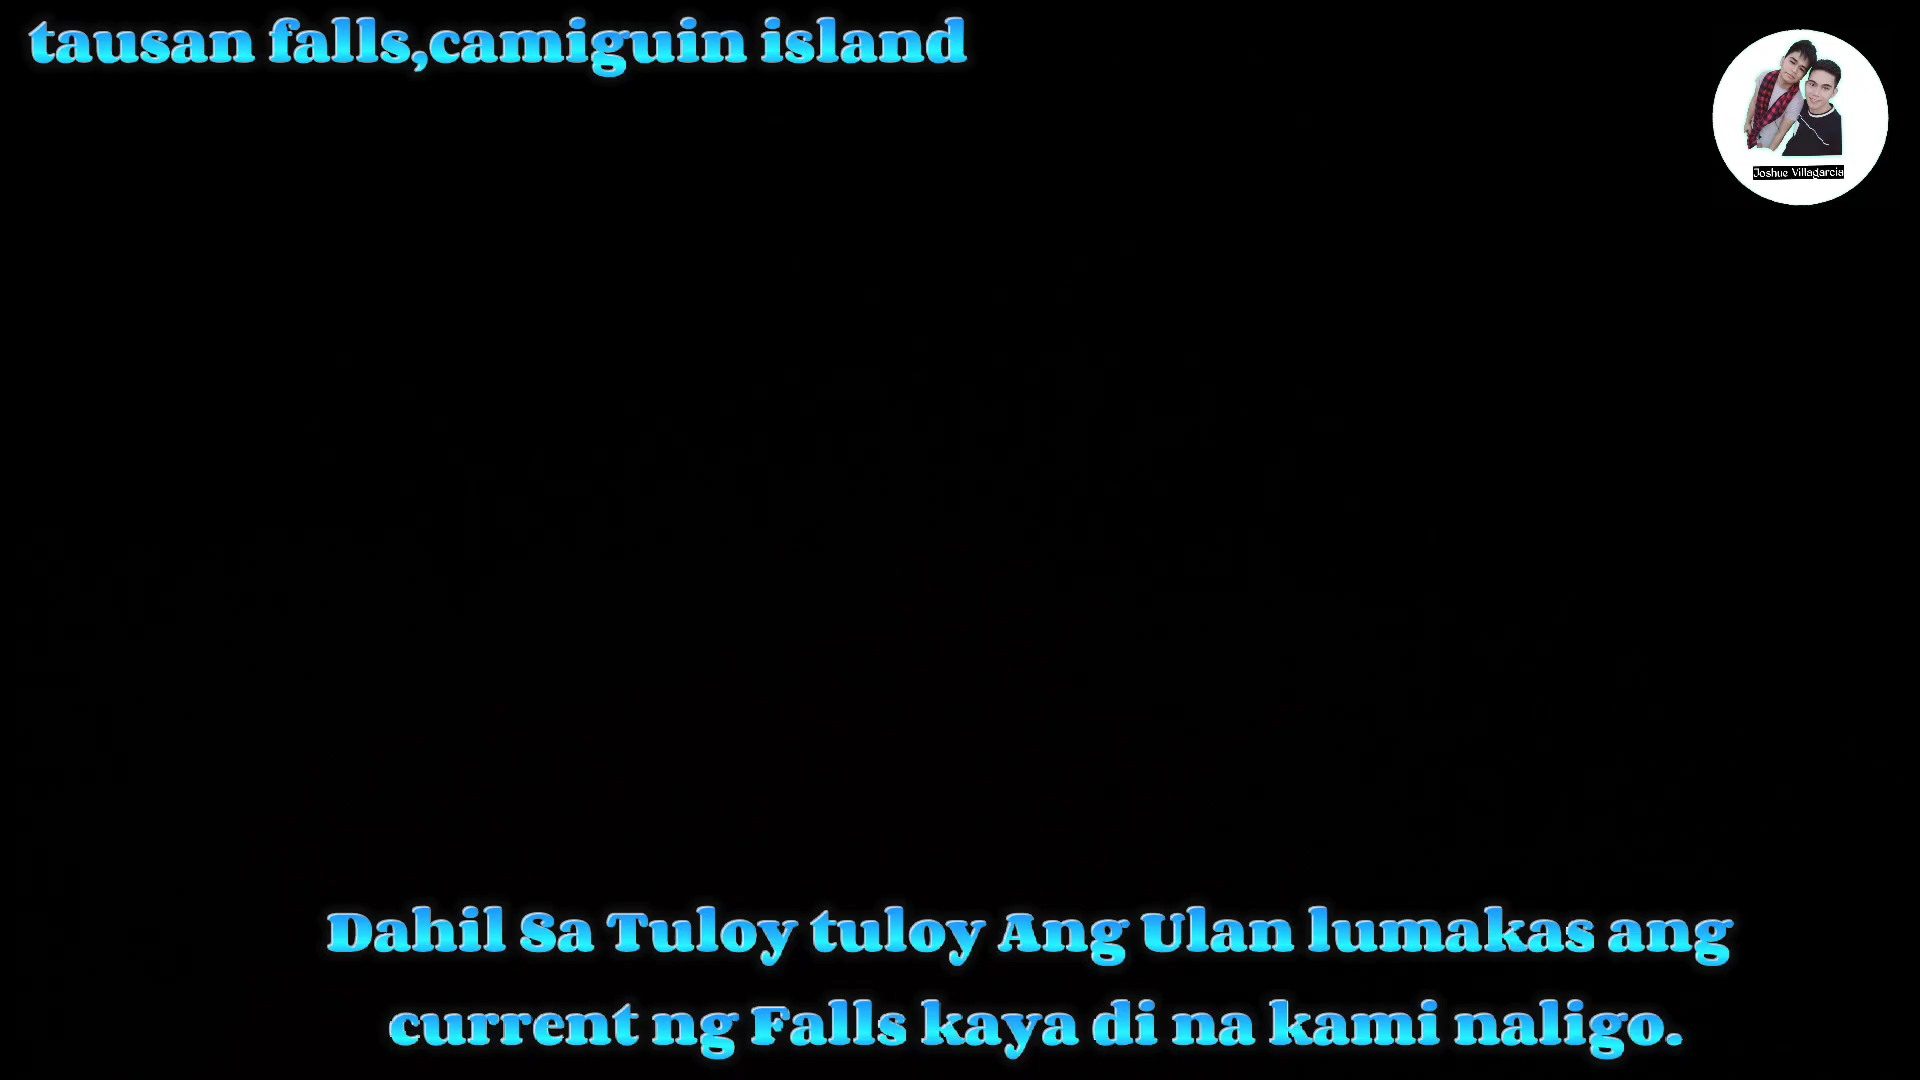 tausan falls,camiguin island
Joshue Villagarcia
Dahil Sa Tuloy tuloy Ang Ulan lumakas ang
current ng Falls kaya di na kami naligo.